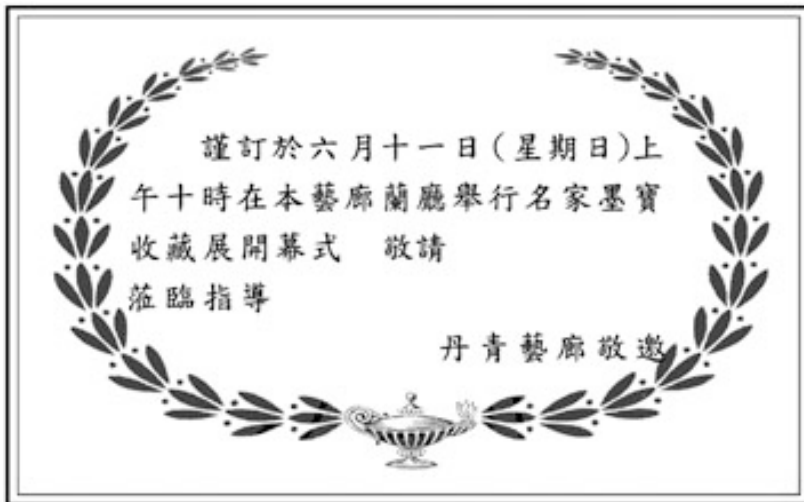 謹訂於六月十一日(星期日)上
午十時在本藝廊蘭廳舉行名家墨寶
收藏展開幕式　敬請
蒞臨指導
丹青藝廊敬邀